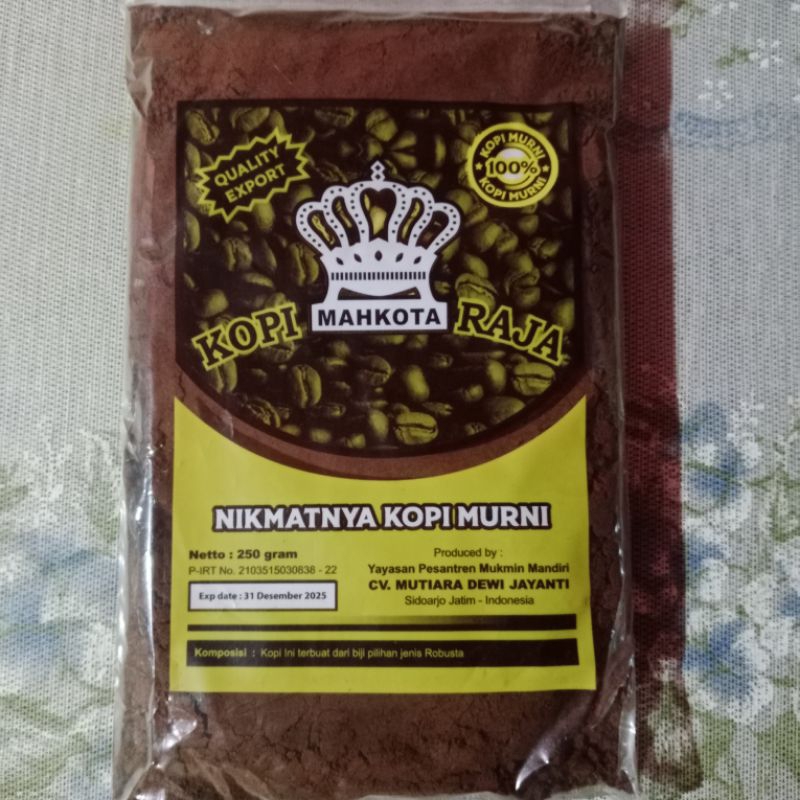 QUALITY
EXPORT
KOPI MURNI
100%
KOPI MURNI
KOPI MAHKOTA RAJA
NIKMATNYA KOPI MURNI
Netto : 250 gram
P-IRT No. 2103515030838 - 22
Exp date : 31 Desember 2025
Produced by :
Yayasan Pesantren Mukmin Mandiri
CV. MUTIARA DEWI JAYANTI
Sidoarjo Jatim - Indonesia
Komposisi : Kopi Ini terbuat dari biji pilihan jenis Robusta